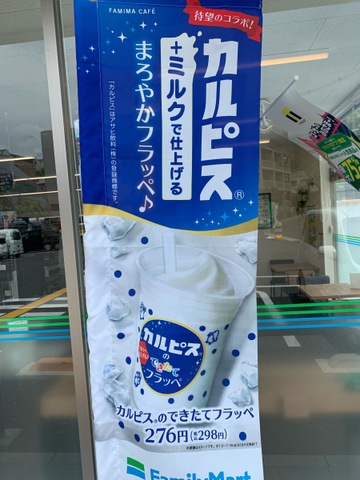 FAMIMA CAFÉ
待望のコラボ!
カルピス®
+ミルクで仕上げる
まろやかフラッペ♪
「カルピス」はアサヒ飲料(株)の登録商標です。
カルピス
の
できたて
フラッペ
カルピス®のできたてフラッペ
276円(税込298円)
FamilyMart